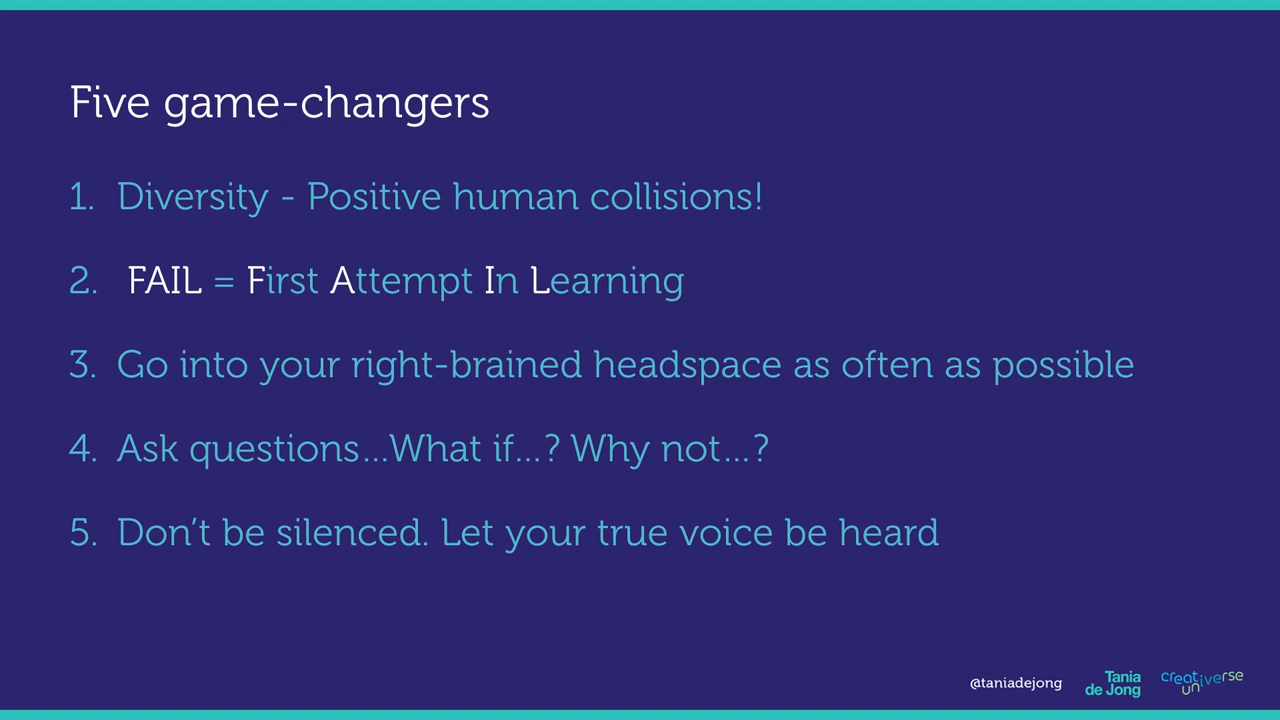 Five game-changers
1. Diversity - Positive human collisions!
2. FAIL = First Attempt In Learning
3. Go into your right-brained headspace as often as possible
4. Ask questions...What if...? Why not...?
5. Don't be silenced. Let your true voice be heard
@taniadejong
Tania
de Jong
creative universe